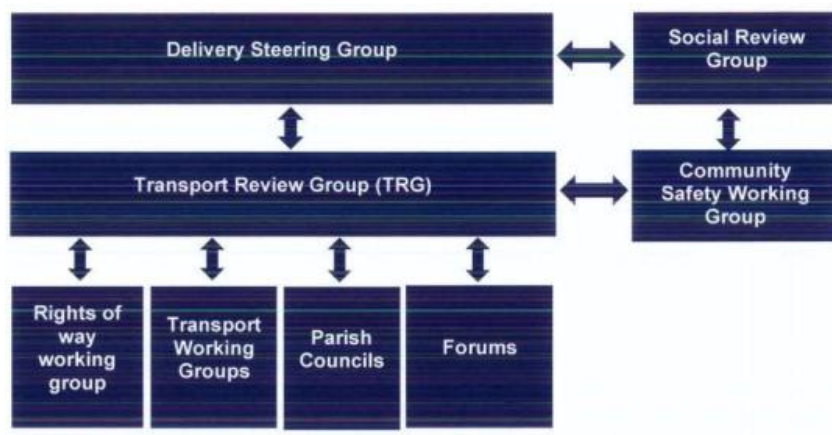 Delivery Steering Group
Social Review
Group
Transport Review Group (TRG)
Community
Safety Working
Group
Rights of
way
working
group
Transport
Working
Groups
Parish
Councils
Forums